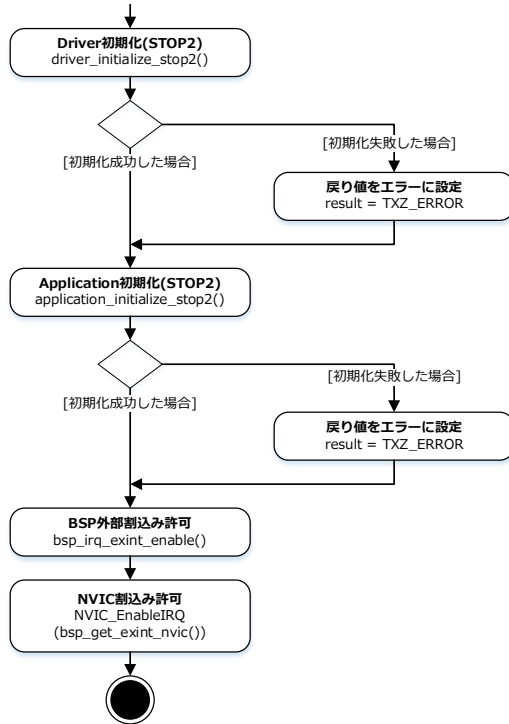 Driver初期化(STOP2)
driver_initialize_stop2()
[初期化失敗した場合]
[初期化成功した場合]
戻り値をエラーに設定
result = TXZ_ERROR
Application初期化(STOP2)
application_initialize_stop2()
[初期化失敗した場合]
[初期化成功した場合]
戻り値をエラーに設定
result = TXZ_ERROR
BSP外部割込み許可
bsp_irq_exint_enable()
NVIC割込み許可
NVIC_EnableIRQ
(bsp_get_exint_nvic())